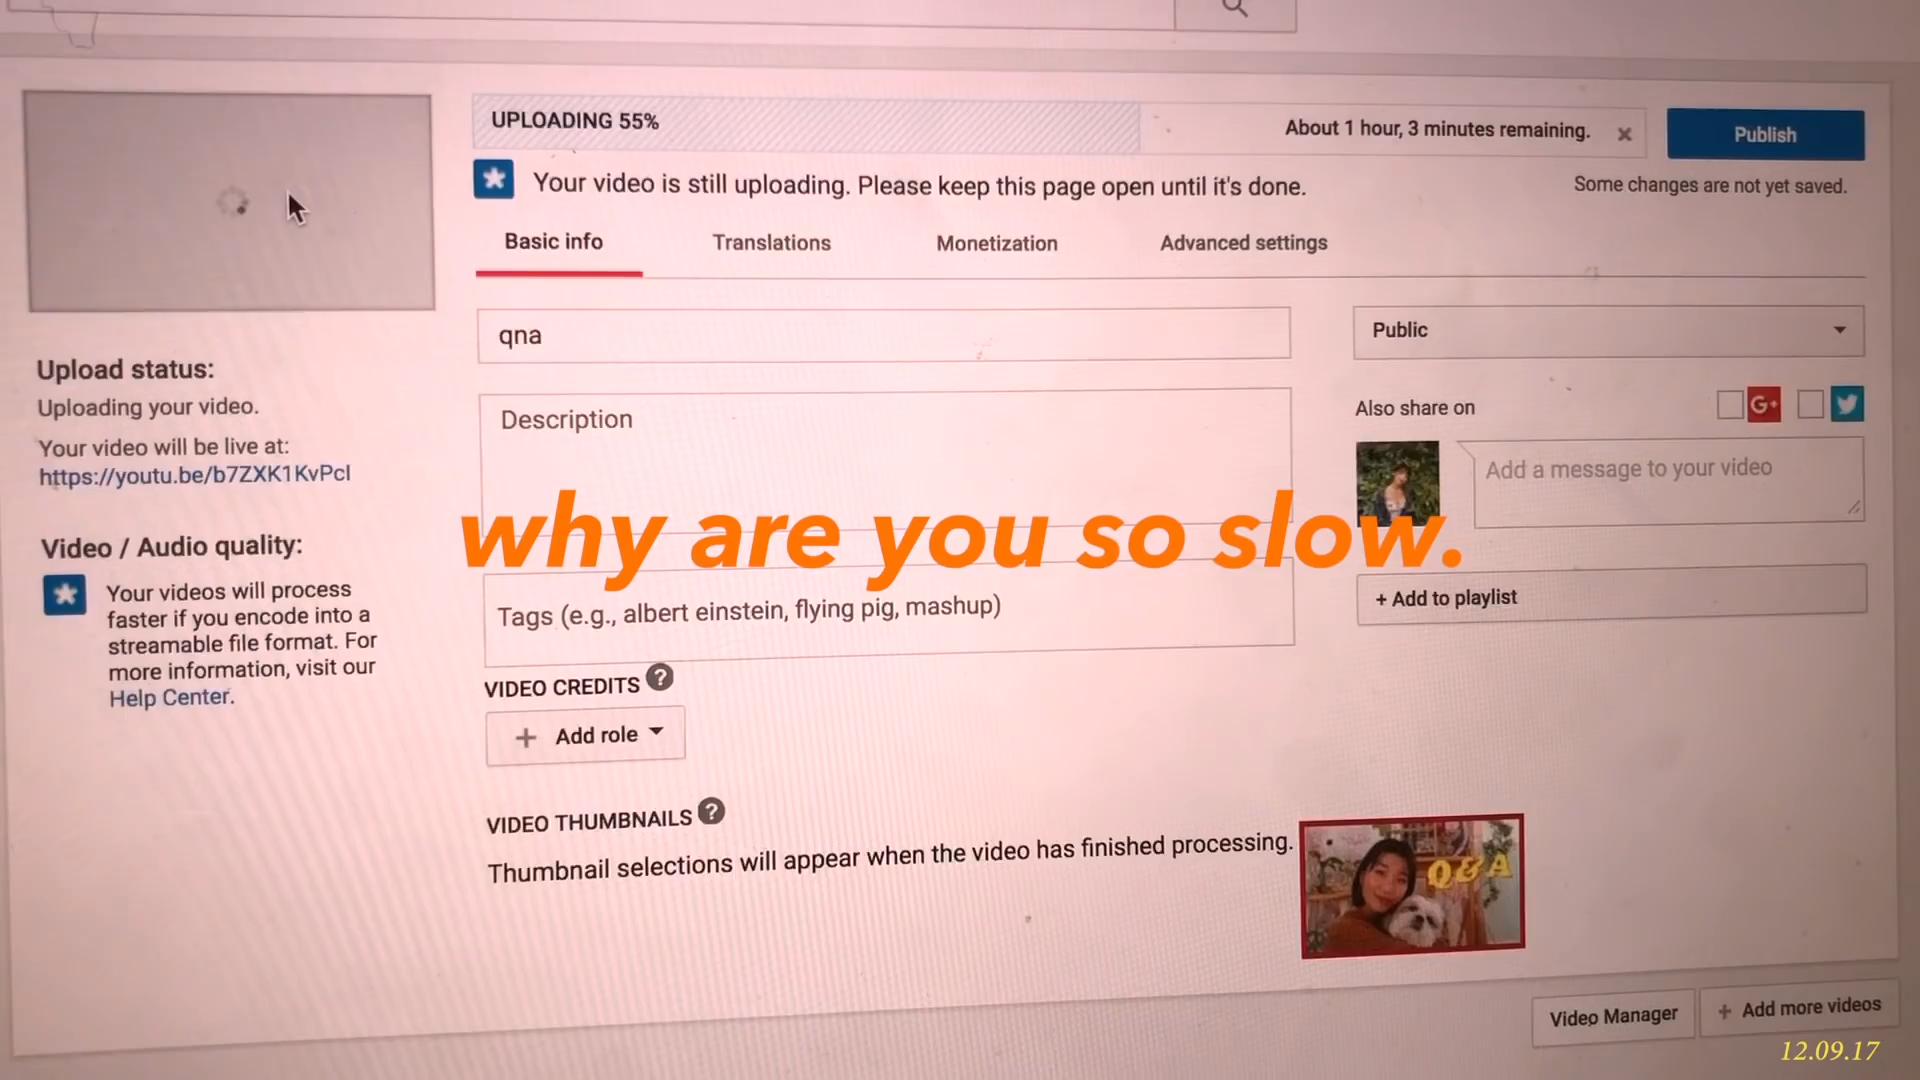 UPLOADING 55%
About 1 hour, 3 minutes remaining.
Publish
Your video is still uploading. Please keep this page open until it's done.
Some changes are not yet saved.
Basic info
Translations
Monetization
Advanced settings
qna
Public
Upload status:
Uploading your video.
Your video will be live at:
https://youtu.be/b7ZXK1KvPcI
Description
Also share on
G+
Add a message to your video
why are you so slow.
Video / Audio quality:
Your videos will process
faster if you encode into a
streamable file format. For
more information, visit our
Help Center.
Tags (e.g., albert einstein, flying pig, mashup)
+ Add to playlist
VIDEO CREDITS ?
+ Add role
VIDEO THUMBNAILS ?
Thumbnail selections will appear when the video has finished processing.
Q & A
Video Manager
+ Add more videos
12.09.17